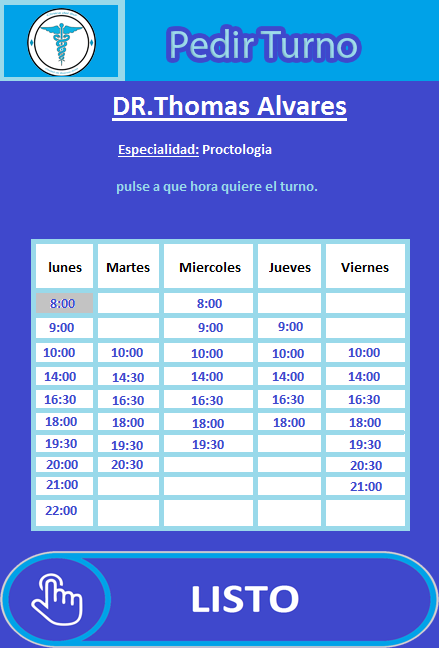 Pedir Turno
DR.Thomas Alvares
Especialidad: Proctologia
pulse a que hora quiere el turno.
lunes Martes Miercoles Jueves Viernes
8:00 8:00
9:00 9:00 9:00
10:00 10:00 10:00 10:00 10:00
14:00 14:30 14:00 14:00 14:00
16:30 16:30 16:30 16:30 16:30
18:00 18:00 18:00 18:00 18:00
19:30 19:30 19:30 19:30
20:00 20:30 20:30
21:00 21:00
22:00
LISTO